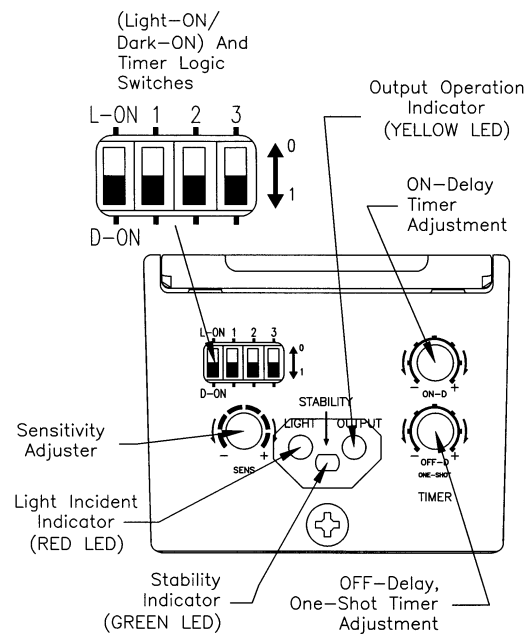 (Light-ON/
Dark-ON) And
Timer Logic
Switches
L-ON 1 2 3
0
1
D-ON
Output Operation
Indicator
(YELLOW LED)
ON-Delay
Timer
Adjustment
L-ON 1 2 3
0
1
D-ON
- +
ON-D
STABILITY
LIGHT OUTPUT
- +
SENS
- +
OFF-D
ONE-SHOT
TIMER
Sensitivity
Adjuster
Light Incident
Indicator
(RED LED)
Stability
Indicator
(GREEN LED)
OFF-Delay,
One-Shot Timer
Adjustment